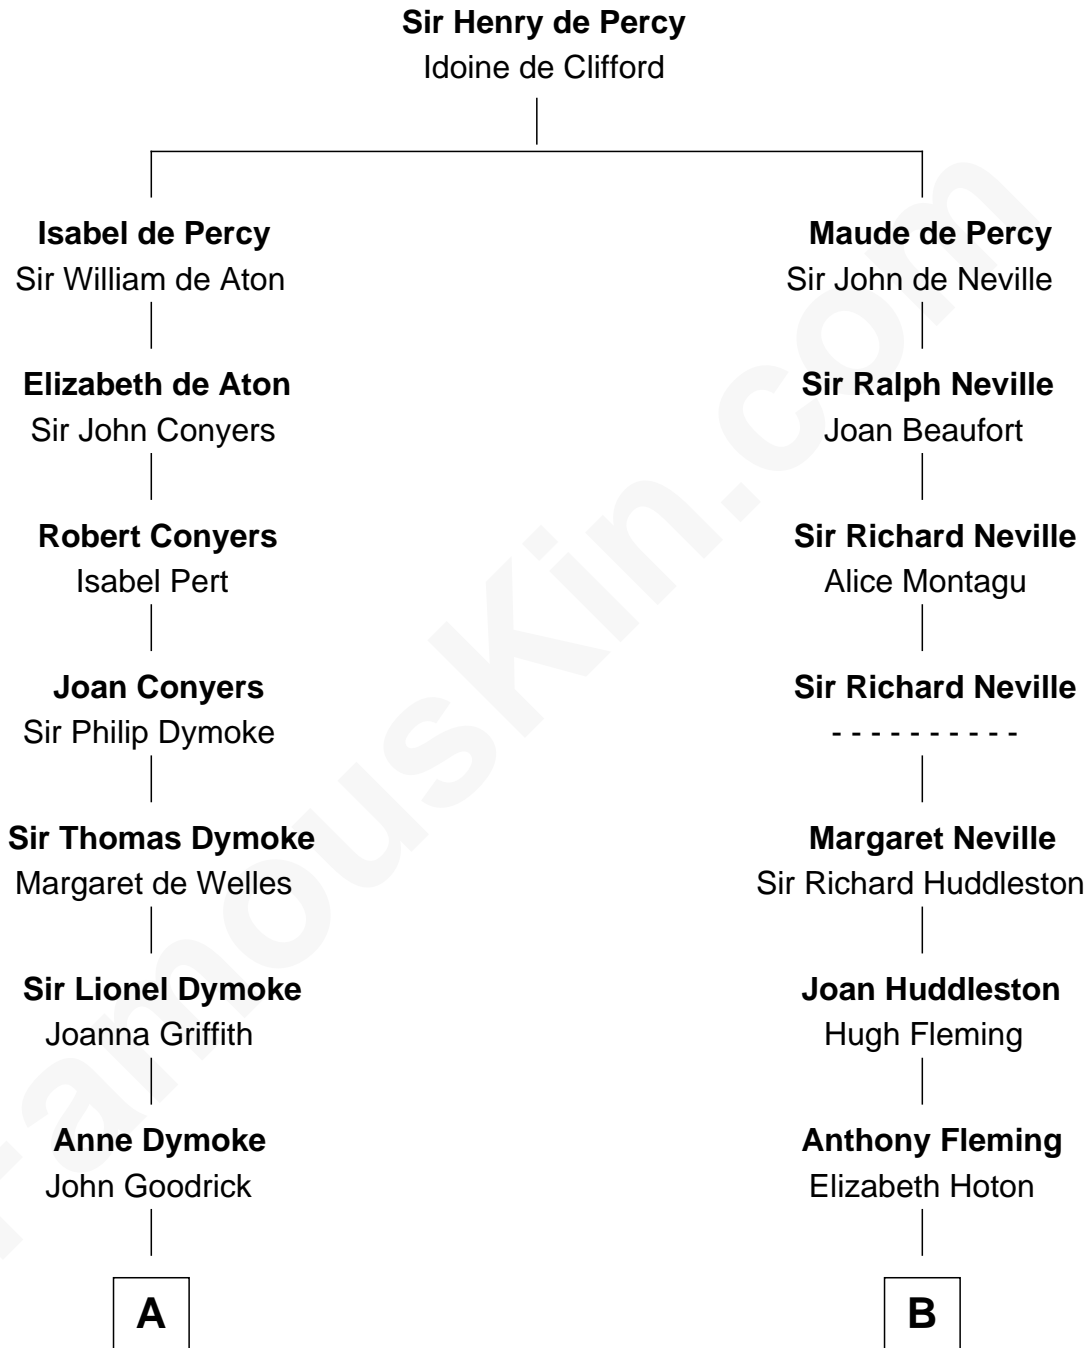 Sir Henry de Percy
Idoine de Clifford
Isabel de Percy
Sir William de Aton
Maude de Percy
Sir John de Neville
Elizabeth de Aton
Sir John Conyers
Sir Ralph Neville
Joan Beaufort
Robert Conyers
Isabel Pert
Sir Richard Neville
Alice Montagu
Joan Conyers
Sir Philip Dymoke
Sir Richard Neville
- - - - - - - - - -
Sir Thomas Dymoke
Margaret de Welles
Margaret Neville
Sir Richard Huddleston
Sir Lionel Dymoke
Joanna Griffith
Joan Huddleston
Hugh Fleming
Anne Dymoke
John Goodrick
Anthony Fleming
Elizabeth Hoton
A
B
FamousKin.com